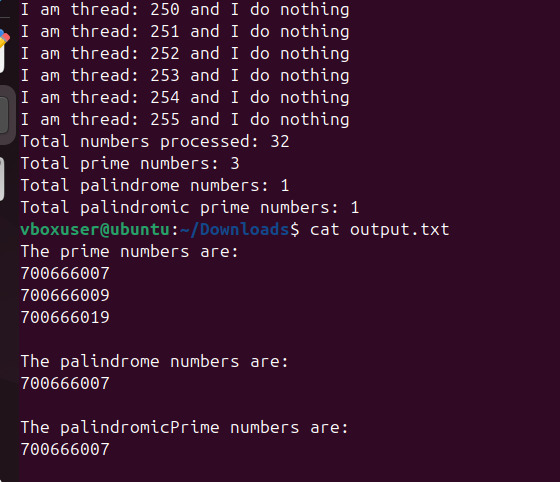 I am thread: 250 and I do nothing
I am thread: 251 and I do nothing
I am thread: 252 and I do nothing
I am thread: 253 and I do nothing
I am thread: 254 and I do nothing
I am thread: 255 and I do nothing
Total numbers processed: 32
Total prime numbers: 3
Total palindrome numbers: 1
Total palindromic prime numbers: 1
vboxuser@ubuntu:~/Downloads$ cat output.txt
The prime numbers are:
700666007
700666009
700666019

The palindrome numbers are:
700666007

The palindromicPrime numbers are:
700666007